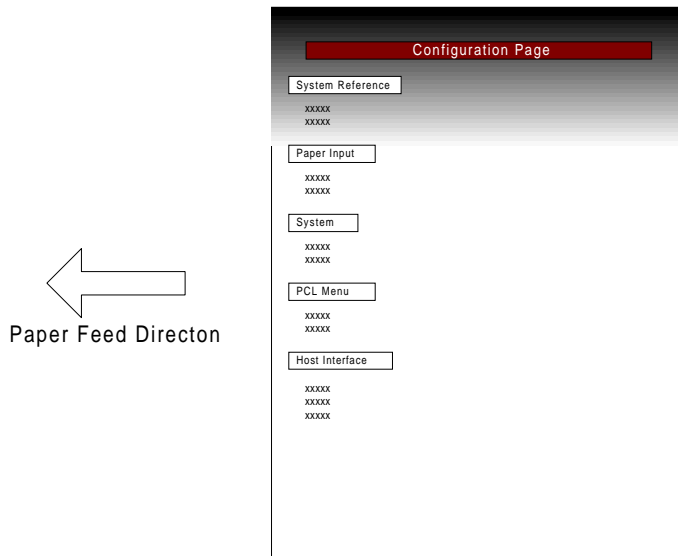 Configuration Page
System Reference
xxxxx
xxxxx
Paper Input
xxxxx
xxxxx
System
xxxxx
xxxxx
PCL Menu
xxxxx
xxxxx
Host Interface
xxxxx
xxxxx
xxxxx
Paper Feed Directon